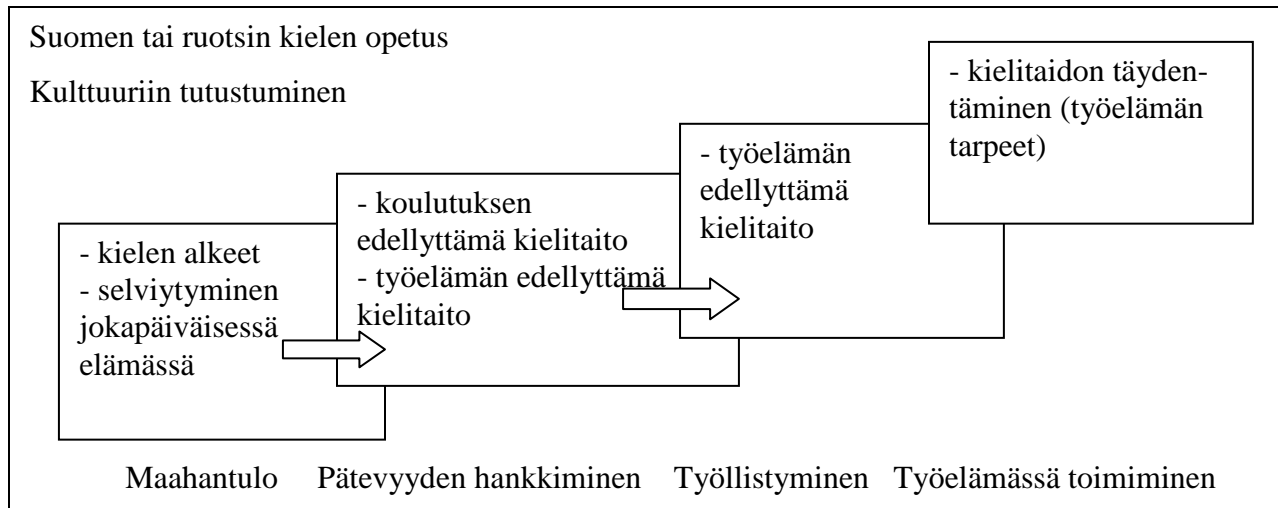 Suomen tai ruotsin kielen opetus
Kulttuuriin tutustuminen
- kielen alkeet
- selviytyminen
jokapäiväisessä
elämässä
- koulutuksen
edellyttämä kielitaito
- työelämän edellyttämä
kielitaito
- työelämän
edellyttämä
kielitaito
- kielitaidon täyden-
täminen (työelämän
tarpeet)
Maahantulo Pätevyyden hankkiminen Työllistyminen Työelämässä toimiminen